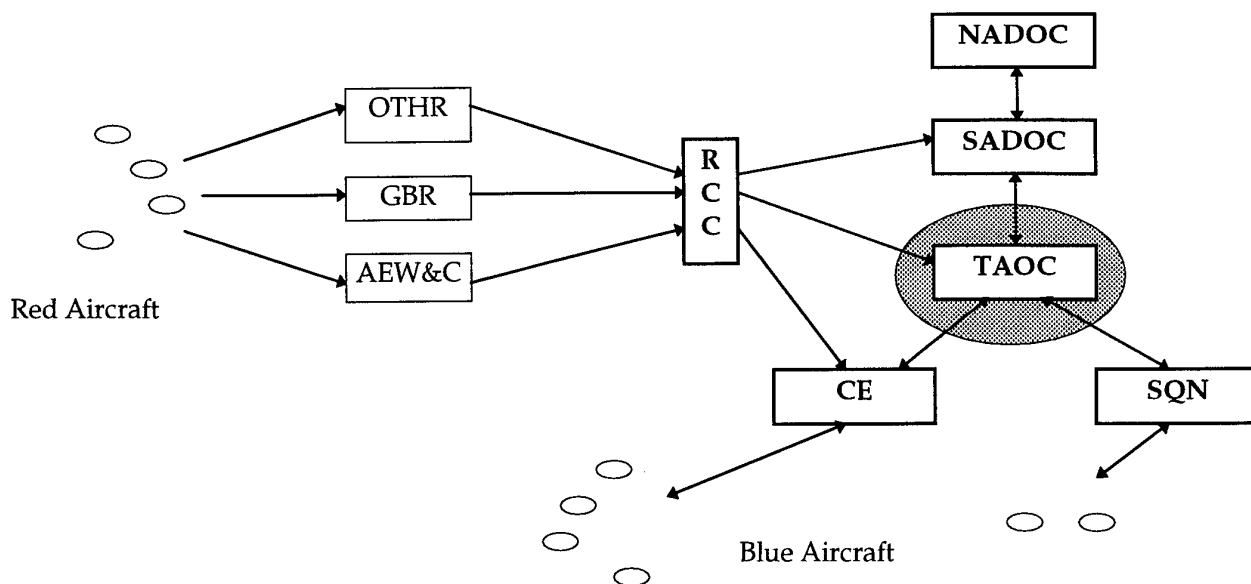 NADOC
OTHR
SADOC
R
C
C
GBR
AEW&C
TAOC
Red Aircraft
CE
SQN
Blue Aircraft